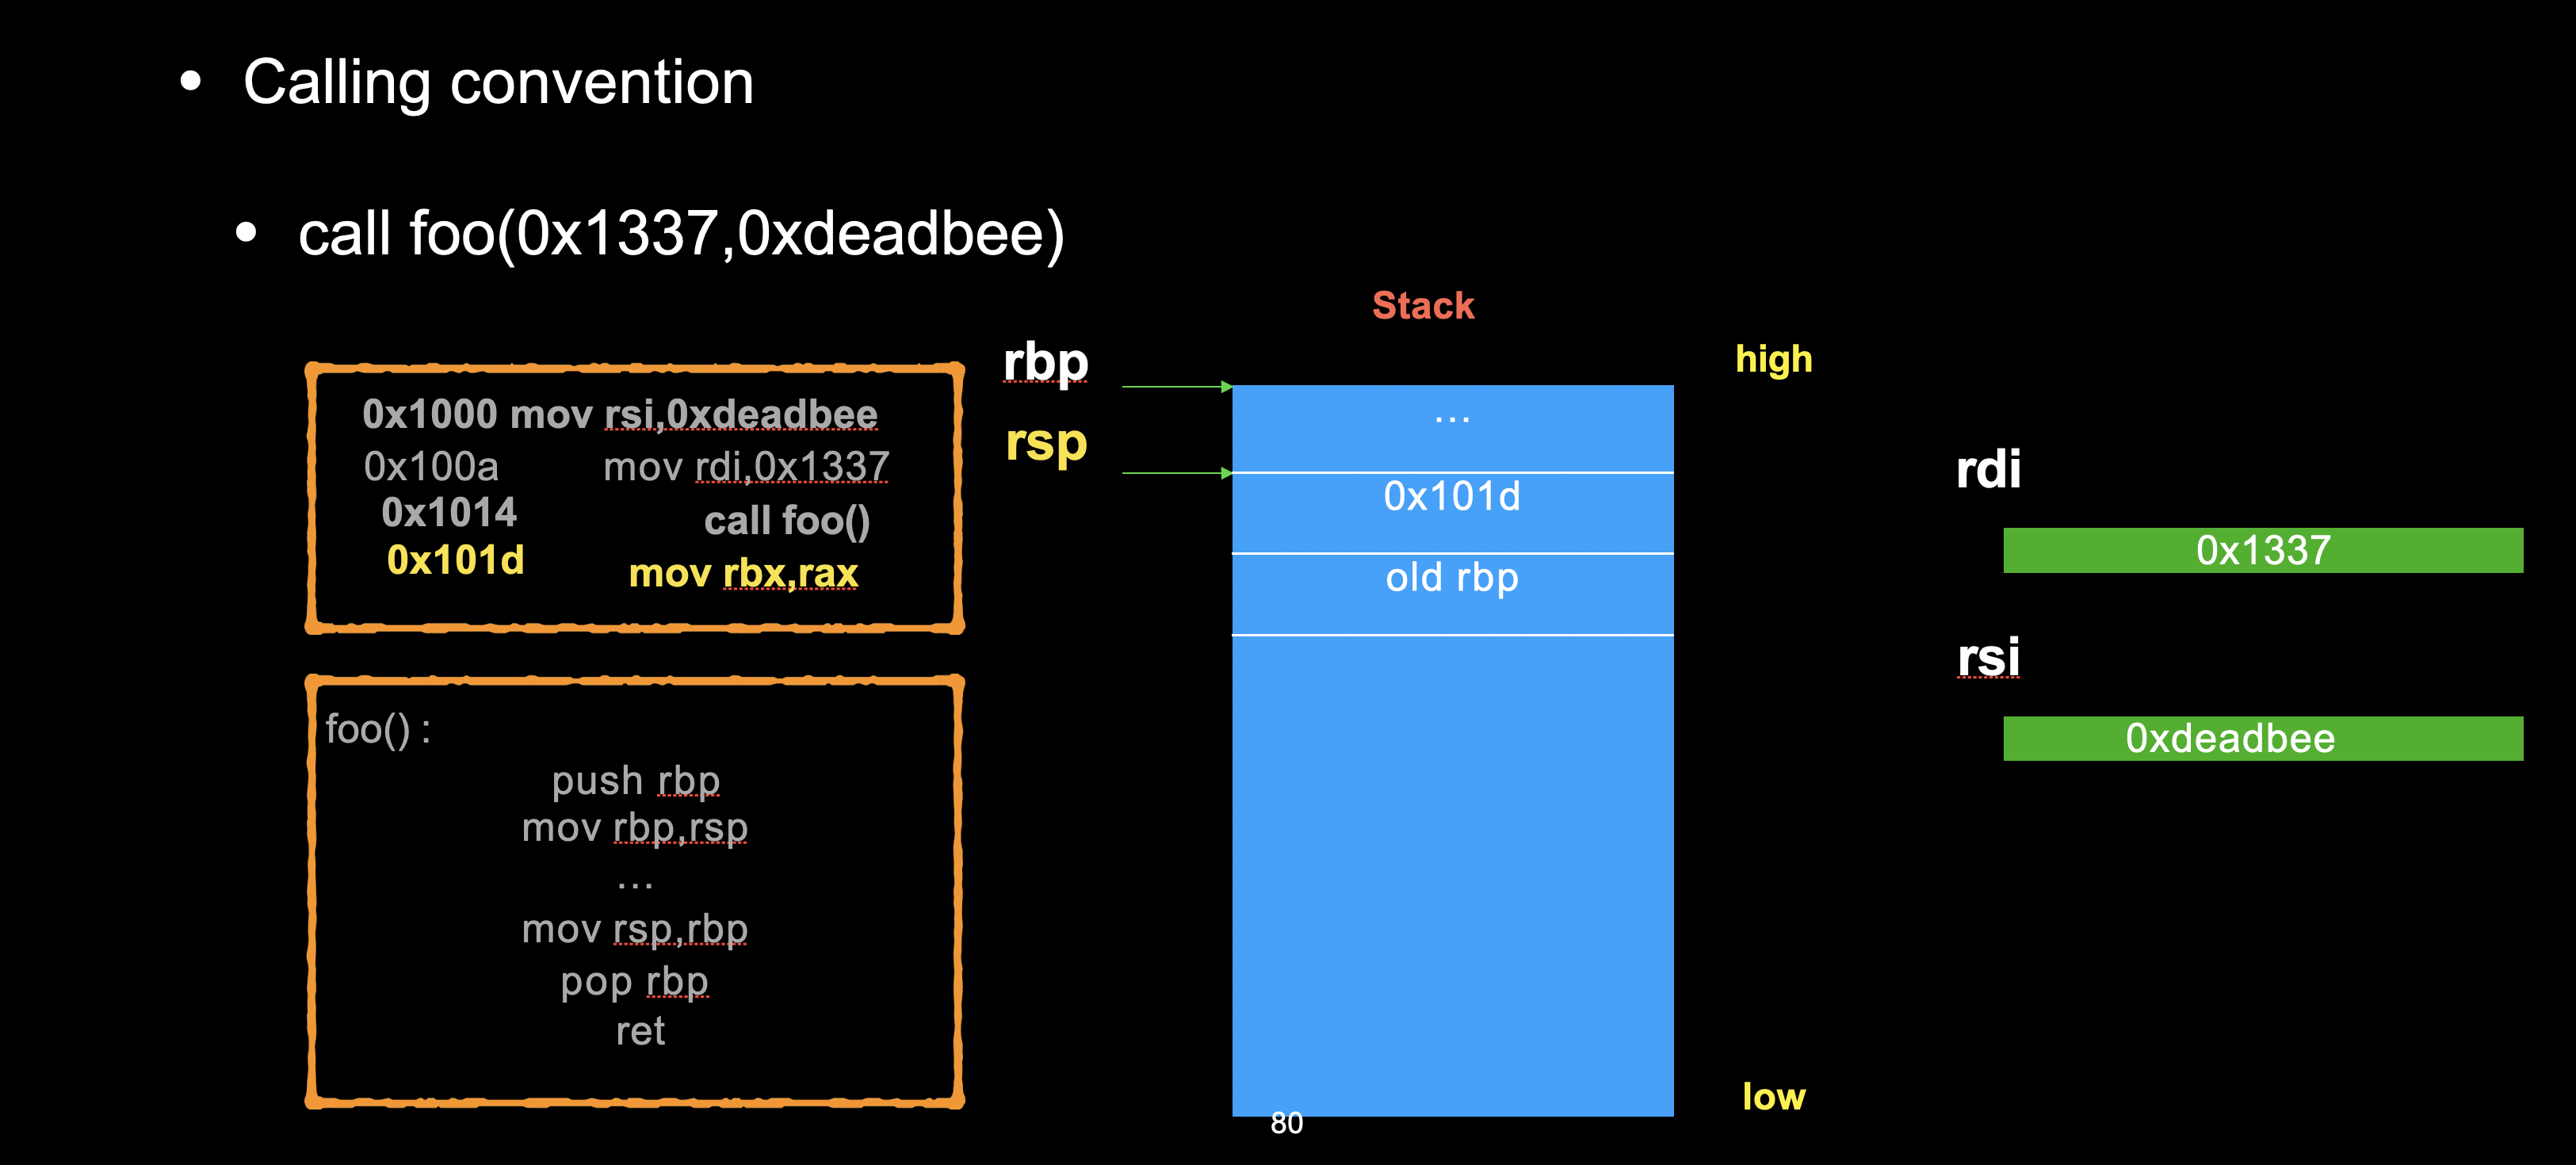 • Calling convention
• call foo(0x1337,0xdeadbee)
Stack
rbp
high
rsp
...
0x1000 mov rsi,0xdeadbee
0x100a mov rdi,0x1337
0x1014 call foo()
0x101d mov rbx,rax
0x101d
old rbp
rdi
0x1337
rsi
0xdeadbee
foo() :
push rbp
mov rbp,rsp
...
mov rsp,rbp
pop rbp
ret
low
80